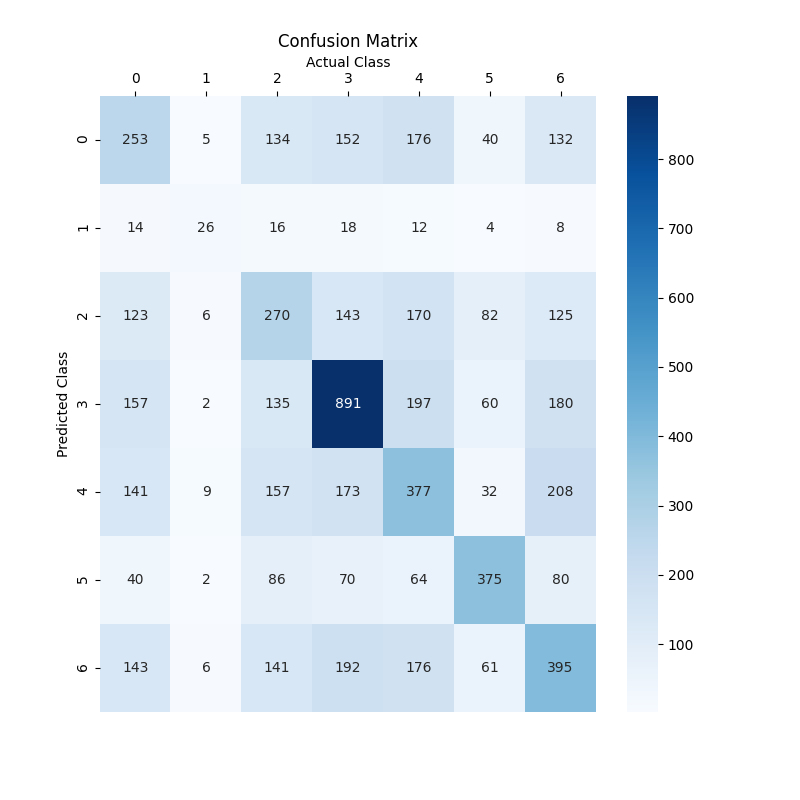 Confusion Matrix
Actual Class
0 1 2 3 4 5 6
0 253 5 134 152 176 40 132
1 14 26 16 18 12 4 8
2 123 6 270 143 170 82 125
3 157 2 135 891 197 60 180
4 141 9 157 173 377 32 208
5 40 2 86 70 64 375 80
6 143 6 141 192 176 61 395
Predicted Class
800
700
600
500
400
300
200
100